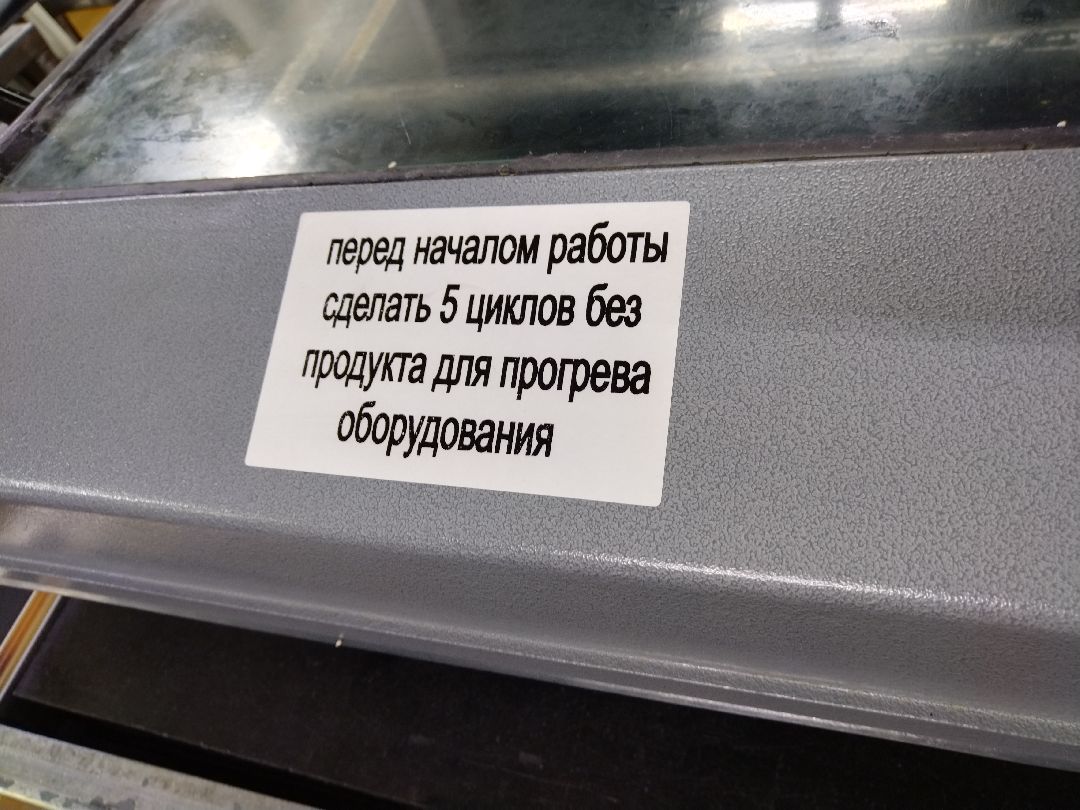 перед началом работы
сделать 5 циклов без
продукта для прогрева
оборудования